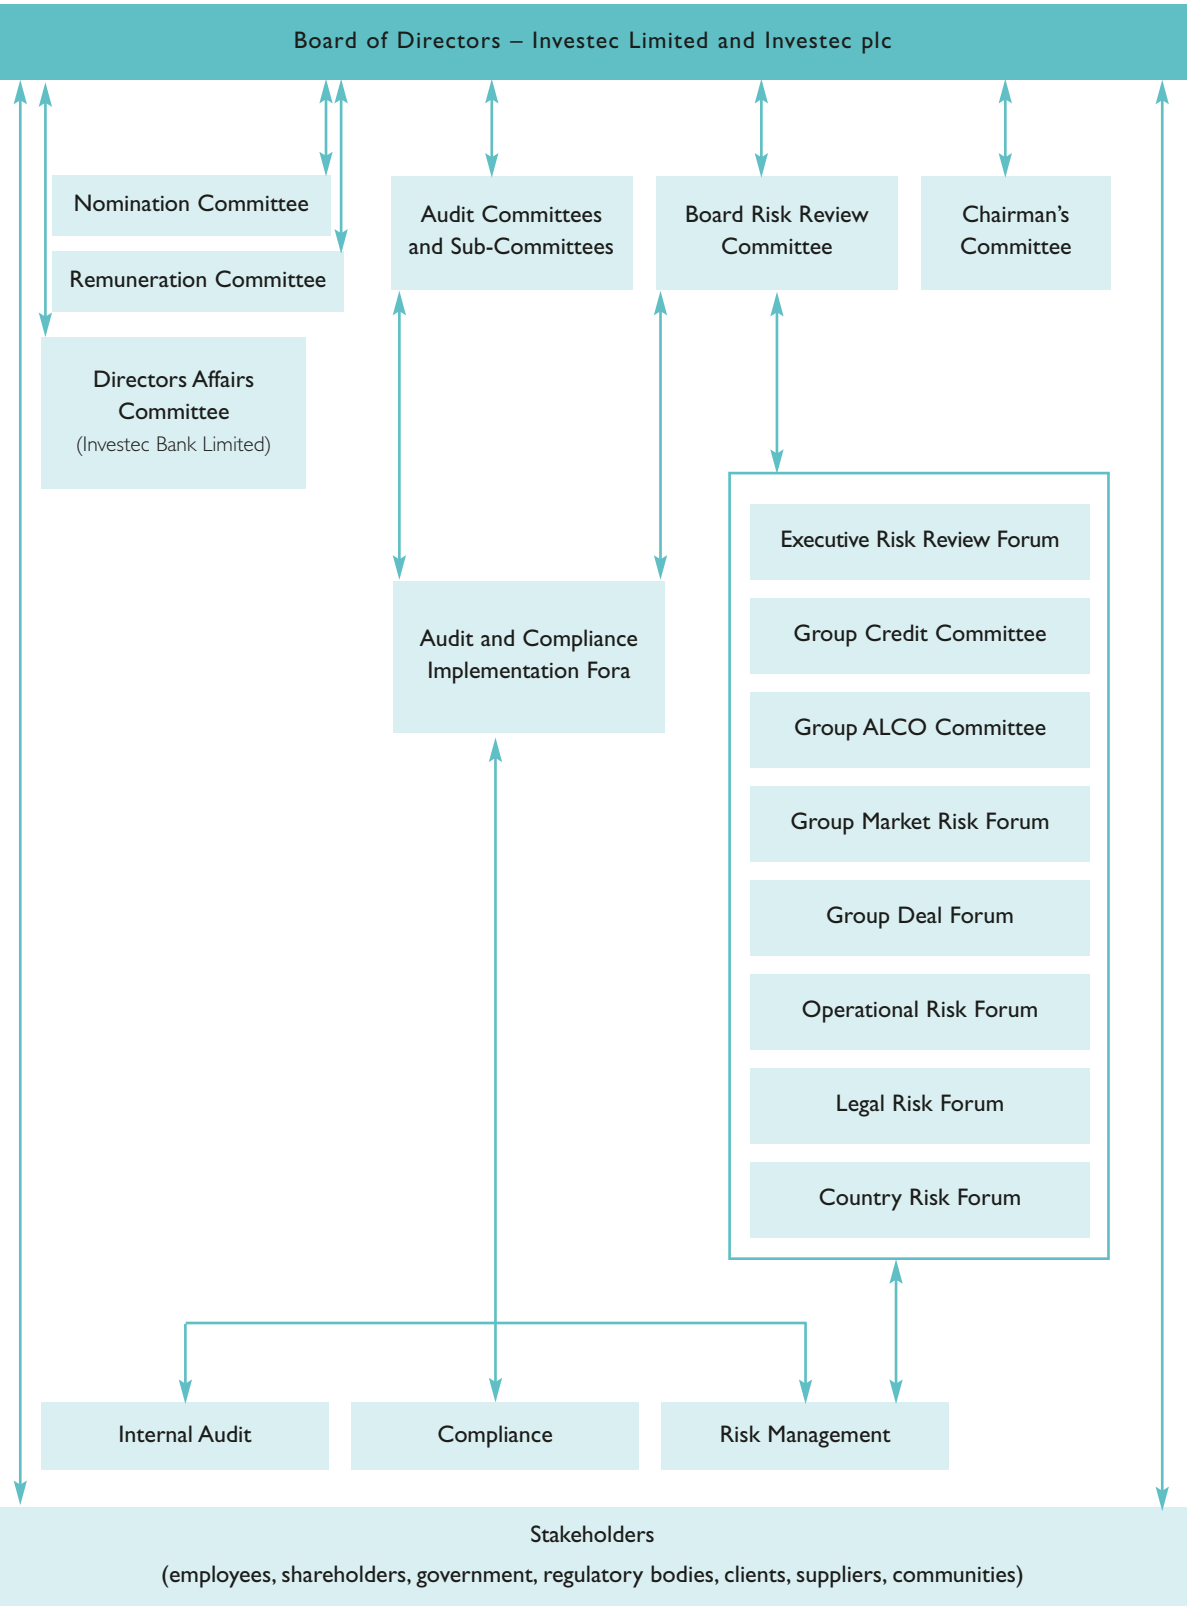 Board of Directors – Investec Limited and Investec plc
Nomination Committee
Remuneration Committee
Directors Affairs
Committee
(Investec Bank Limited)
Audit Committees
and Sub-Committees
Board Risk Review
Committee
Chairman’s
Committee
Audit and Compliance
Implementation Fora
Executive Risk Review Forum
Group Credit Committee
Group ALCO Committee
Group Market Risk Forum
Group Deal Forum
Operational Risk Forum
Legal Risk Forum
Country Risk Forum
Internal Audit
Compliance
Risk Management
Stakeholders
(employees, shareholders, government, regulatory bodies, clients, suppliers, communities)